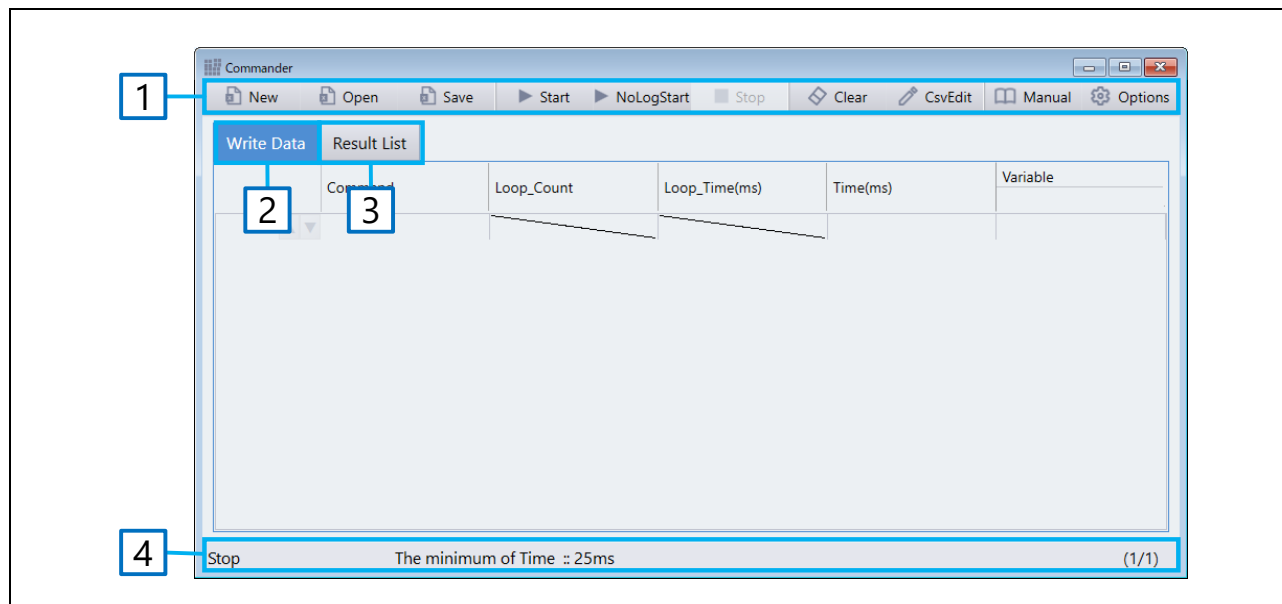 Commander
1
New Open Save Start NoLogStart Stop Clear CsvEdit Manual Options
Write Data Result List
Loop_Count Loop_Time(ms) Time(ms) Variable
2 3
4
Stop The minimum of Time :: 25ms (1/1)